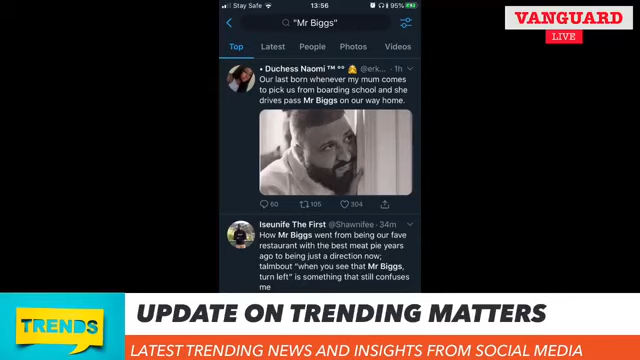 Stay Safe 13:56 95%
"Mr Biggs"
VANGUARD
LIVE
Top Latest People Photos Videos
• Duchess Naomi ™ °° @erk... · 1h
Our last born whenever my mum comes
to pick us from boarding school and she
drives pass Mr Biggs on our way home.
60 105 304
Iseunife The First @Shawnifee · 34m
How Mr Biggs went from being our fave
restaurant with the best meat pie years
ago to being just a direction now;
talmbout "when you see that Mr Biggs,
turn left" is something that still confuses
me
TRENDS
UPDATE ON TRENDING MATTERS
LATEST TRENDING NEWS AND INSIGHTS FROM SOCIAL MEDIA